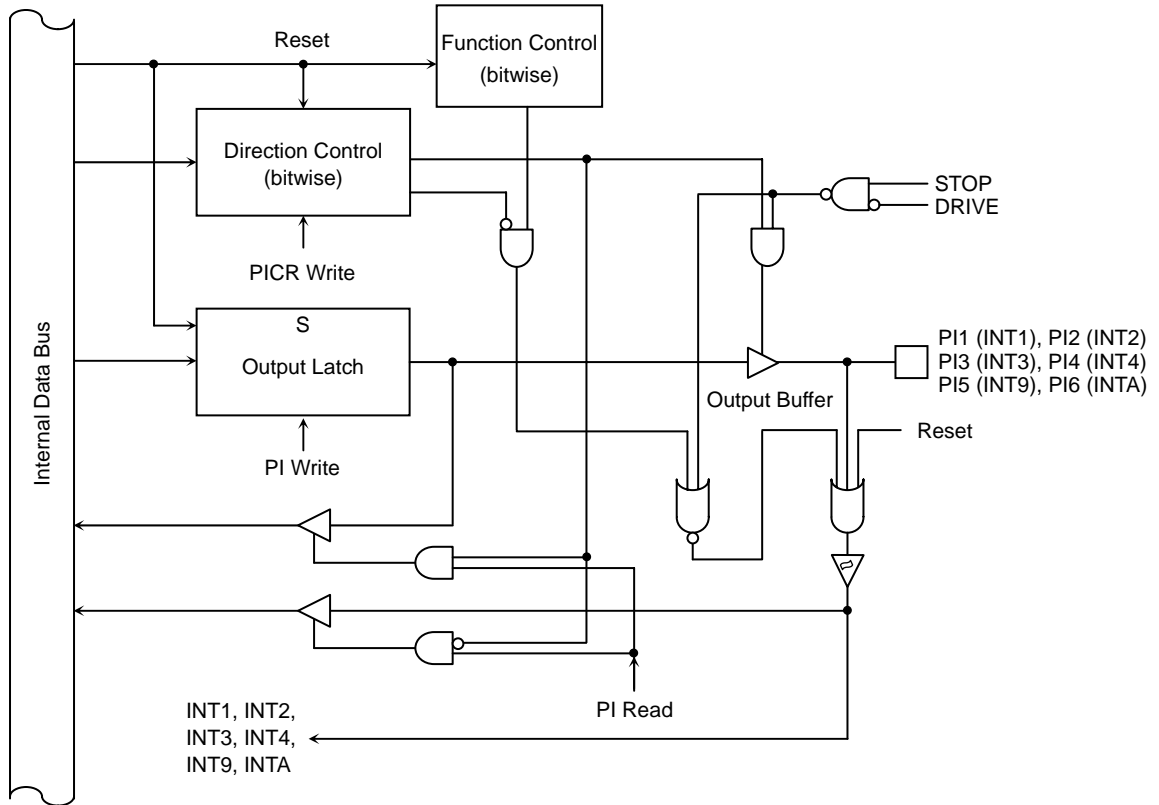 Reset
Function Control
(bitwise)
Direction Control
(bitwise)
STOP
DRIVE
PICR Write
S
Output Latch
PI1 (INT1), PI2 (INT2)
PI3 (INT3), PI4 (INT4)
PI5 (INT9), PI6 (INTA)
Output Buffer
Reset
Internal Data Bus
PI Write
PI Read
INT1, INT2,
INT3, INT4,
INT9, INTA